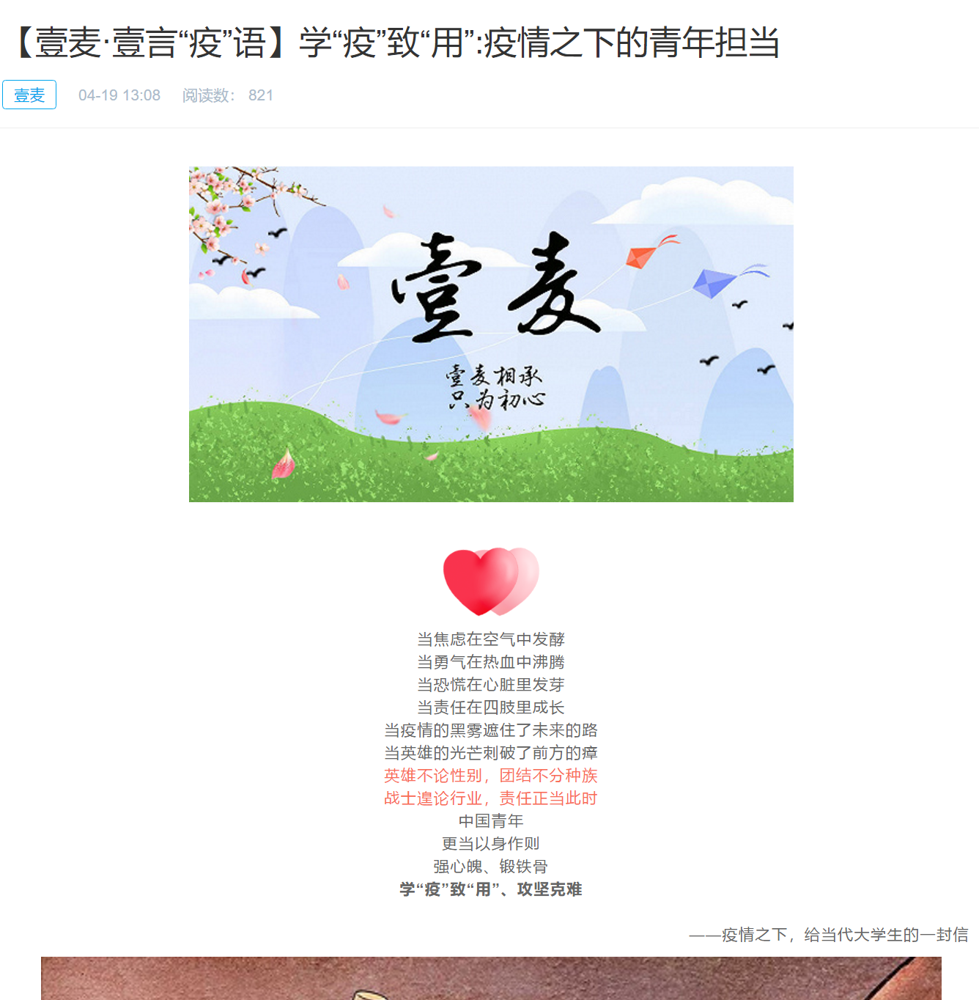 【壹麦·壹言“疫”语】学“疫”致“用”:疫情之下的青年担当
壹麦 04-19 13:08 阅读数： 821
壹麦
壹麦相承
只为初心
当焦虑在空气中发酵
当勇气在热血中沸腾
当恐慌在心脏里发芽
当责任在四肢里成长
当疫情的黑雾遮住了未来的路
当英雄的光芒刺破了前方的瘴
英雄不论性别，团结不分种族
战士遑论行业，责任正当此时
中国青年
更当以身作则
强心魄、锻铁骨
学“疫”致“用”、攻坚克难
——疫情之下，给当代大学生的一封信